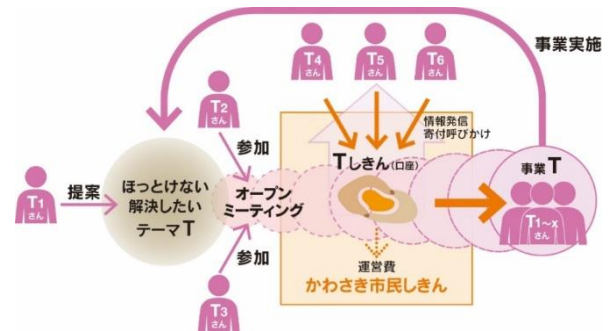 事業実施
T4
さん
T5
さん
T6
さん
T2
さん
参加
情報発信
寄付呼びかけ
Tしきん(口座)
事業 T
T1
さん
提案
ほっとけない
解決したい
テーマT
オープン
ミーティング
T1〜x
さん
参加
運営費
かわさき市民しきん
T3
さん